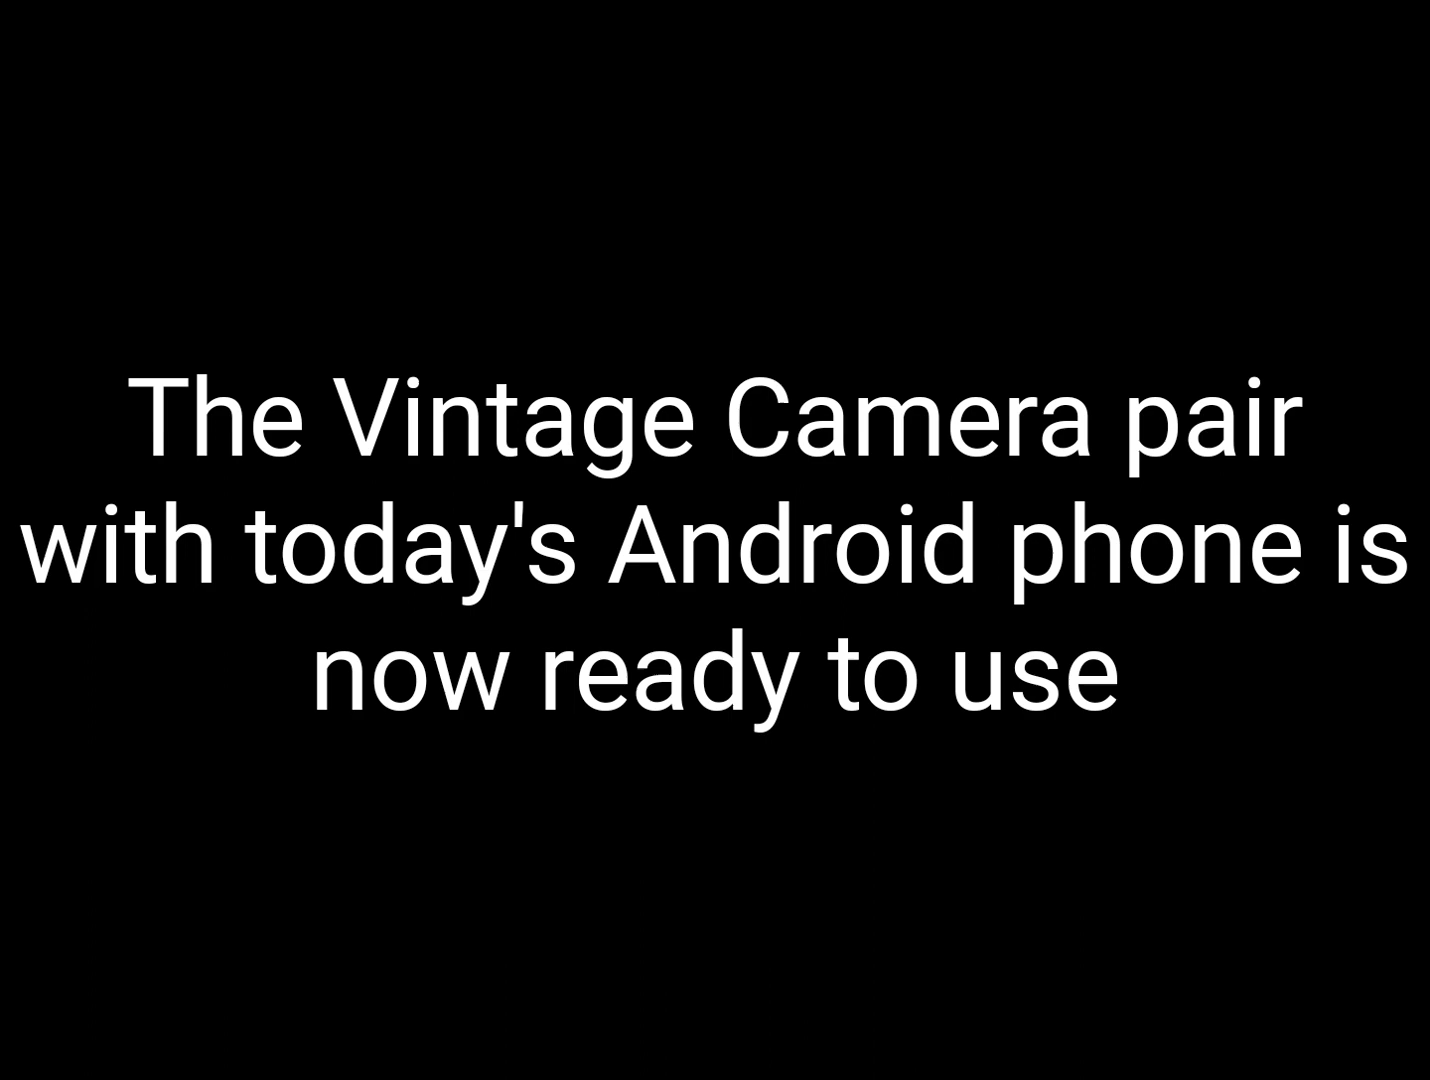 The Vintage Camera pair
with today's Android phone is
now ready to use